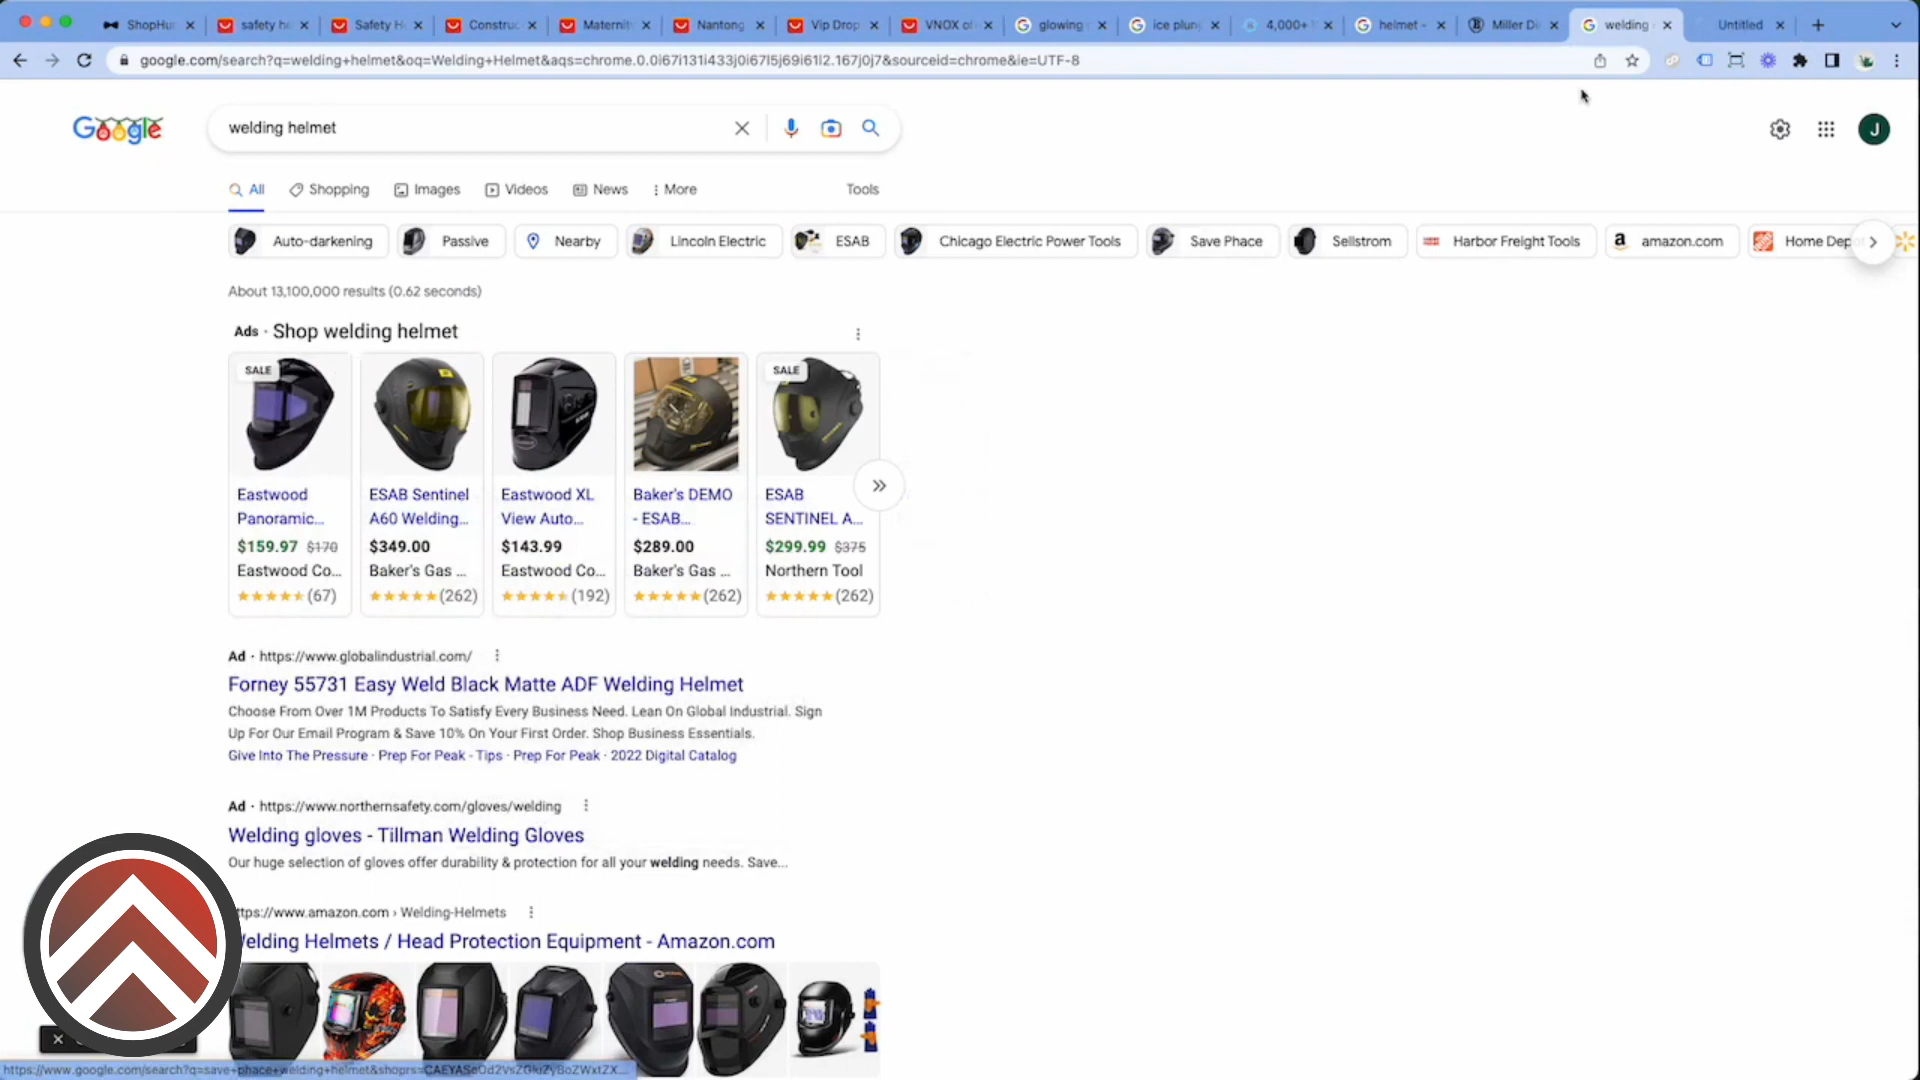 ShopHu
safety he
Safety H
Construc
Maternit
Nantong
Vip Drop
VNOX of
glowing
ice plun
4,000+
helmet -
Miller Di
welding
Untitled
google.com/search?q=welding+helmet&oq=Welding+Helmet&aqs=chrome.0.0i67i131i433j0i67l5j69i61l2.167j0j7&sourceid=chrome&ie=UTF-8
Google
welding helmet
J
All
Shopping
Images
Videos
News
More
Tools
Auto-darkening
Passive
Nearby
Lincoln Electric
ESAB
Chicago Electric Power Tools
Save Phace
Sellstrom
Harbor Freight Tools
amazon.com
Home Dep
About 13,100,000 results (0.62 seconds)
Ads · Shop welding helmet
SALE
Eastwood
Panoramic...
$159.97 $170
Eastwood Co...
(67)
ESAB Sentinel
A60 Welding...
$349.00
Baker's Gas ...
(262)
Eastwood XL
View Auto...
$143.99
Eastwood Co...
(192)
Baker's DEMO
- ESAB...
$289.00
Baker's Gas ...
(262)
SALE
ESAB
SENTINEL A...
$299.99 $375
Northern Tool
(262)
Ad · https://www.globalindustrial.com/
Forney 55731 Easy Weld Black Matte ADF Welding Helmet
Choose From Over 1M Products To Satisfy Every Business Need. Lean On Global Industrial. Sign
Up For Our Email Program & Save 10% On Your First Order. Shop Business Essentials.
Give Into The Pressure · Prep For Peak - Tips · Prep For Peak · 2022 Digital Catalog
Ad · https://www.northernsafety.com/gloves/welding
Welding gloves - Tillman Welding Gloves
Our huge selection of gloves offer durability & protection for all your welding needs. Save...
ttps://www.amazon.com › Welding-Helmets
elding Helmets / Head Protection Equipment - Amazon.com